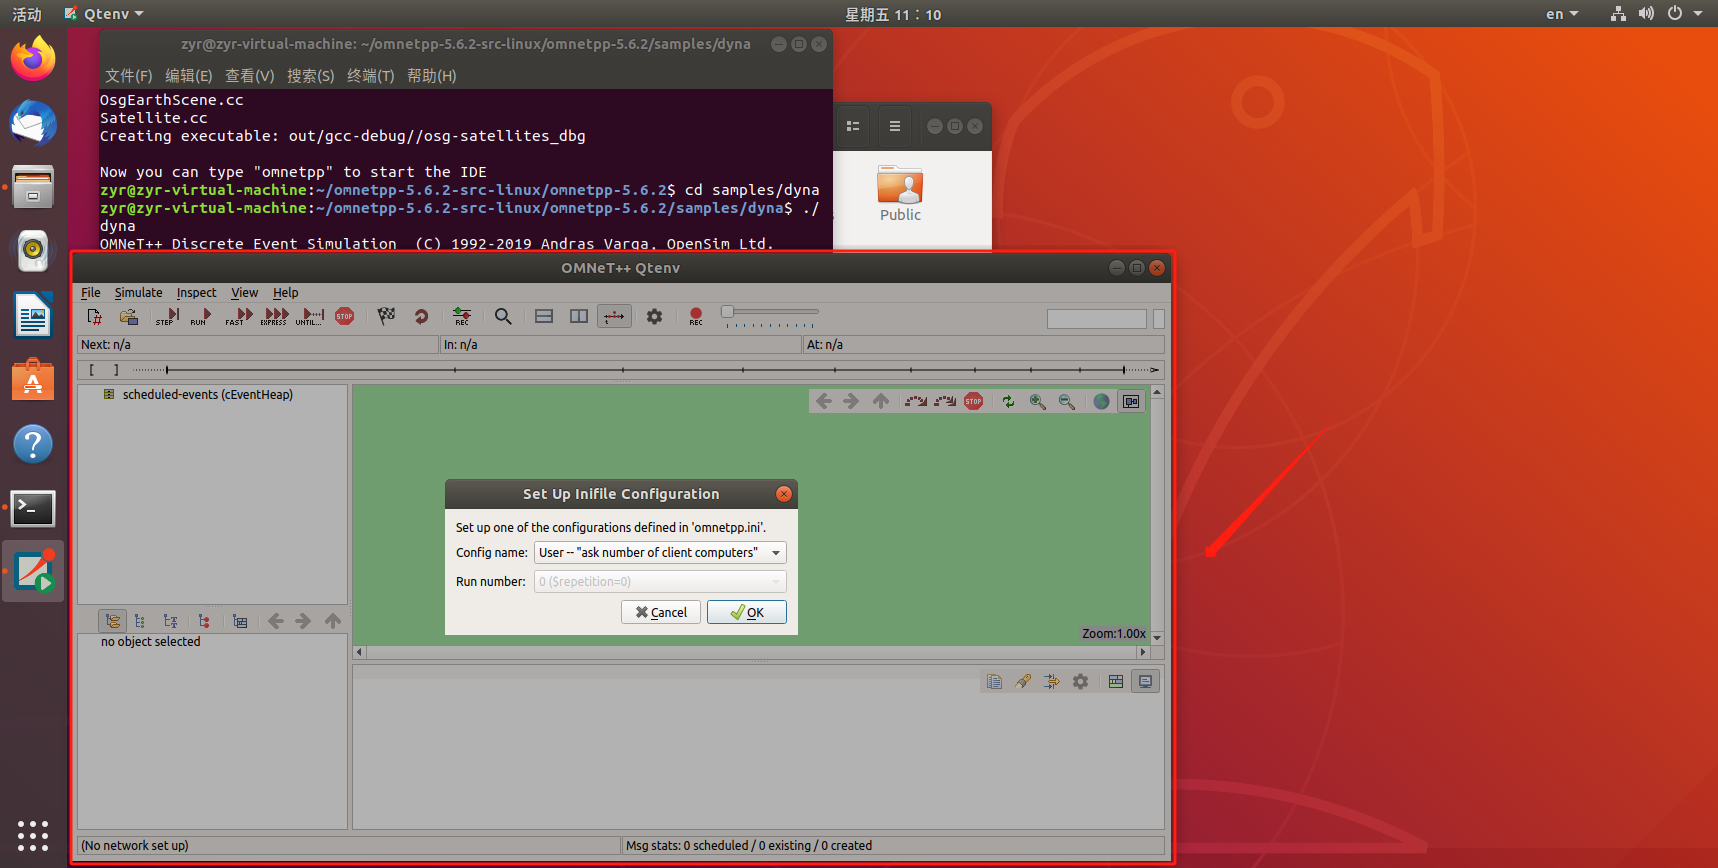 活动
Qtenv
星期五 11：10
en
zyr@zyr-virtual-machine: ~/omnetpp-5.6.2-src-linux/omnetpp-5.6.2/samples/dyna
文件(F) 编辑(E) 查看(V) 搜索(S) 终端(T) 帮助(H)
OsgEarthScene.cc
Satellite.cc
Creating executable: out/gcc-debug//osg-satellites_dbg
Now you can type "omnetpp" to start the IDE
zyr@zyr-virtual-machine:~/omnetpp-5.6.2-src-linux/omnetpp-5.6.2$ cd samples/dyna
zyr@zyr-virtual-machine:~/omnetpp-5.6.2-src-linux/omnetpp-5.6.2/samples/dyna$ ./
dyna
OMNeT++ Discrete Event Simulation (C) 1992-2019 Andras Varga, OpenSim Ltd.
Public
OMNeT++ Qtenv
File Simulate Inspect View Help
STEP RUN FAST EXPRESS UNTIL... STOP REC REC
Next: n/a
In: n/a
At: n/a
[ ]
scheduled-events (cEventHeap)
STOP
Set Up Inifile Configuration
Set up one of the configurations defined in 'omnetpp.ini'.
Config name: User -- "ask number of client computers"
Run number: 0 ($repetition=0)
Cancel OK
Zoom:1.00x
no object selected
(No network set up)
Msg stats: 0 scheduled / 0 existing / 0 created